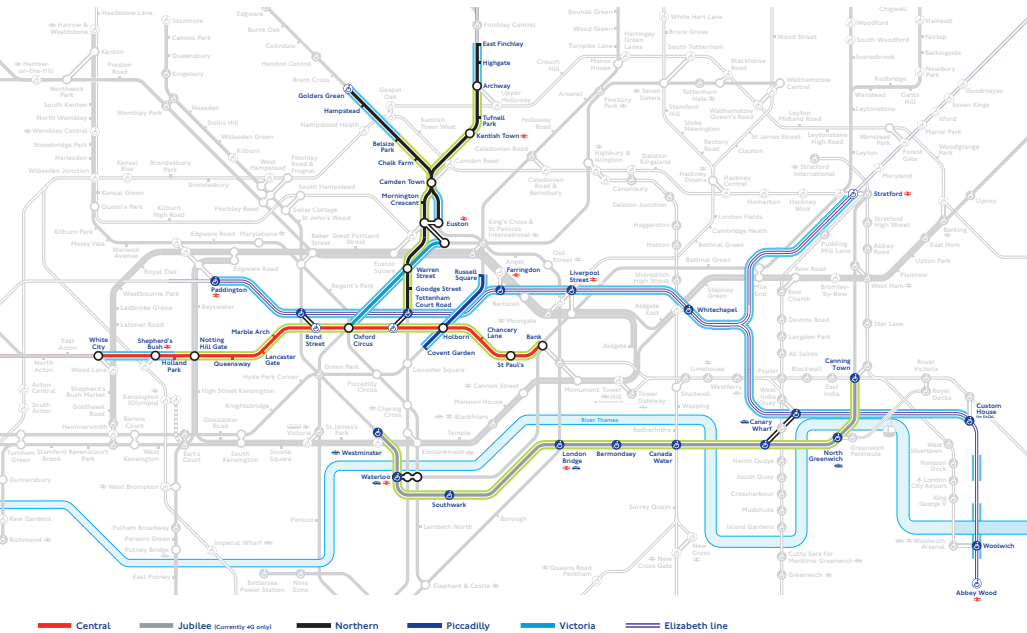 Headstone Lane
Stanmore
Edgware
Bounds Green
White Hart Lane
Chigwell
Hainault
Harrow &
Wealdstone
Canons Park
Burnt Oak
Finchley Central
Wood Green
Bruce Grove
Wood Street
Woodford
Fairlop
Kenton
Queensbury
Colindale
East Finchley
Turnpike Lane
Harringay
Green
Lanes
South Tottenham
South Woodford
Barkingside
Harrow-
on-the-Hill
Preston
Road
Kingsbury
Hendon Central
Highgate
Crouch
Hill
Manor
House
Blackhorse
Road
Snaresbrook
Newbury
Park
Northwick
Park
Brent Cross
Golders Green
Gospel
Oak
Archway
Upper
Holloway
Arsenal
Finsbury
Park
Seven
Sisters
Tottenham
Hale
Walthamstow
Central
Redbridge
Wanstead
Gants
Hill
Goodmayes
Seven Kings
South Kenton
Neasden
Hampstead
Stamford
Hill
Walthamstow
Queen's Road
Leyton
Midland Road
Leytonstone
Ilford
North Wembley
Wembley Park
Dollis Hill
Hampstead Heath
Kentish
Town West
Tufnell
Park
Holloway
Road
Stoke
Newington
St James Street
Leytonstone
High Road
Wanstead
Park
Manor Park
Wembley Central
Willesden Green
Kentish Town
Caledonian Road
Rectory
Road
Stonebridge Park
Kilburn
Belsize
Park
Clapton
Leyton
Forest
Gate
Woodgrange
Park
Harlesden
Kensal
Rise
Brondesbury
Park
West
Hampstead
Finchley
Road &
Frognal
Chalk Farm
Camden Road
Highbury &
Islington
Dalston
Kingsland
Hackney
Downs
Hackney
Central
Stratford
International
Maryland
Willesden Junction
Brondesbury
Camden Town
Caledonian
Road &
Barnsbury
Canonbury
Homerton
Hackney
Wick
Stratford
Kensal Green
South Hampstead
Mornington
Crescent
Dalston Junction
Upney
Queen's Park
Kilburn
High Road
Finchley Road
Swiss Cottage
St John's Wood
Euston
King's Cross &
St Pancras
International
Haggerston
London Fields
Cambridge Heath
Pudding
Mill Lane
Stratford
High Street
Barking
Kilburn Park
Edgware Road
Marylebone
Baker
Street
Great Portland
Street
Hoxton
Bethnal Green
Abbey
Road
East Ham
Maida Vale
Warwick
Avenue
Edgware Road
Euston
Square
Warren
Street
Russell
Square
Angel
Farringdon
Old
Street
Liverpool
Street
Shoreditch
High Street
Bethnal Green
Bow Road
Upton Park
Plaistow
Royal Oak
Paddington
Regent's Park
Goodge Street
Barbican
Stepney
Green
Mile
End
Bow
Church
Bromley-
by-Bow
West Ham
Westbourne Park
Bayswater
Tottenham
Court Road
Moorgate
Aldgate
East
Whitechapel
Ladbroke Grove
Latimer Road
Marble Arch
Devons Road
Star Lane
East
Acton
White
City
Shepherd's
Bush
Notting
Hill Gate
Bond
Street
Oxford
Circus
Holborn
Chancery
Lane
Bank
Aldgate
Langdon Park
Holland
Park
Queensway
Lancaster
Gate
Covent Garden
St Paul's
All Saints
Canning
Town
North
Acton
Wood Lane
Hyde Park Corner
Green Park
Leicester Square
Limehouse
Poplar
Blackwall
Royal
Victoria
Acton
Central
Shepherd's
Bush Market
Kensington
(Olympia)
High Street Kensington
Piccadilly
Circus
Cannon Street
Monument
Tower
Hill
Tower
Gateway
Shadwell
Westferry
West
India
Quay
East
India
Royal
Docks
South
Acton
Goldhawk
Road
Barons
Court
Knightsbridge
Charing
Cross
Mansion House
Blackfriars
Wapping
Custom
House
for ExCeL
Hammersmith
Gloucester
Road
Victoria
St James's
Park
Temple
River Thames
Rotherhithe
Canary
Wharf
Turnham
Green
Stamford
Brook
Ravenscourt
Park
West
Kensington
Earl's
Court
South
Kensington
Sloane
Square
Westminster
Embankment
London
Bridge
Bermondsey
Canada
Water
North
Greenwich
Greenwich
Peninsula
West
Silvertown
Gunnersbury
West Brompton
Waterloo
Heron Quays
Pontoon
Dock
South Quay
London
City Airport
Southwark
Crossharbour
King
George V
Kew Gardens
Fulham Broadway
Pimlico
Lambeth North
Borough
Surrey Quays
Mudchute
Parsons Green
Island Gardens
Richmond
Putney Bridge
Imperial Wharf
New
Cross
New
Cross Gate
Woolwich
Arsenal
Woolwich
East Putney
Battersea
Power Station
Nine
Elms
Elephant & Castle
Queens Road
Peckham
Cutty Sark for
Maritime Greenwich
Greenwich
Abbey Wood
Central
Jubilee (Currently 4G only)
Northern
Piccadilly
Victoria
Elizabeth line